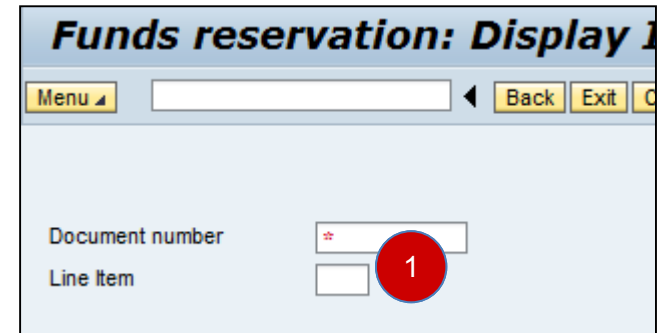 Funds reservation: Display
Menu Back Exit
Document number *
Line Item
1